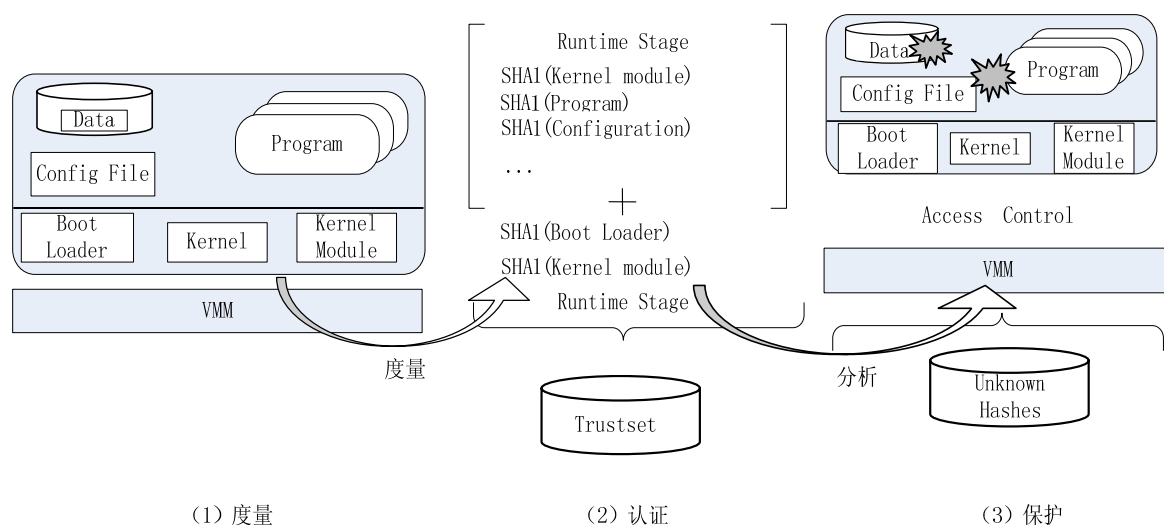 Data
Program
Config File
Boot
Loader
Kernel
Kernel
Module
VMM
度量
Runtime Stage
SHA1(Kernel module)
SHA1(Program)
SHA1(Configuration)
...
+
SHA1(Boot Loader)
SHA1(Kernel module)
Runtime Stage
Trustset
分析
Data
Program
Config File
Boot
Loader
Kernel
Kernel
Module
Access Control
VMM
Unknown
Hashes
(1) 度量
(2) 认证
(3) 保护